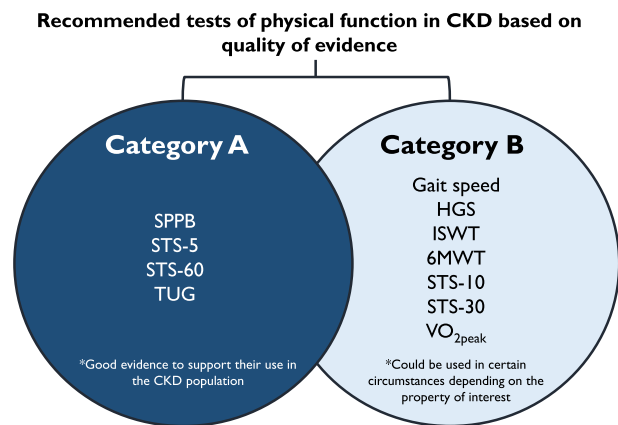 Recommended tests of physical function in CKD based on
quality of evidence
Category A
SPPB
STS-5
STS-60
TUG
*Good evidence to support their use in
the CKD population
Category B
Gait speed
HGS
ISWT
6MWT
STS-10
STS-30
VO2peak
*Could be used in certain
circumstances depending on the
property of interest